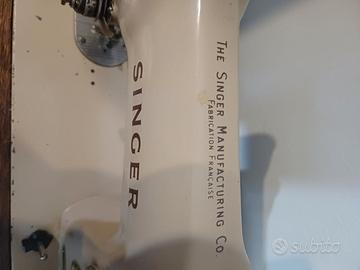 SINGER
THE SINGER MANUFACTURING CO.
FABRICATION FRANÇAISE
subito